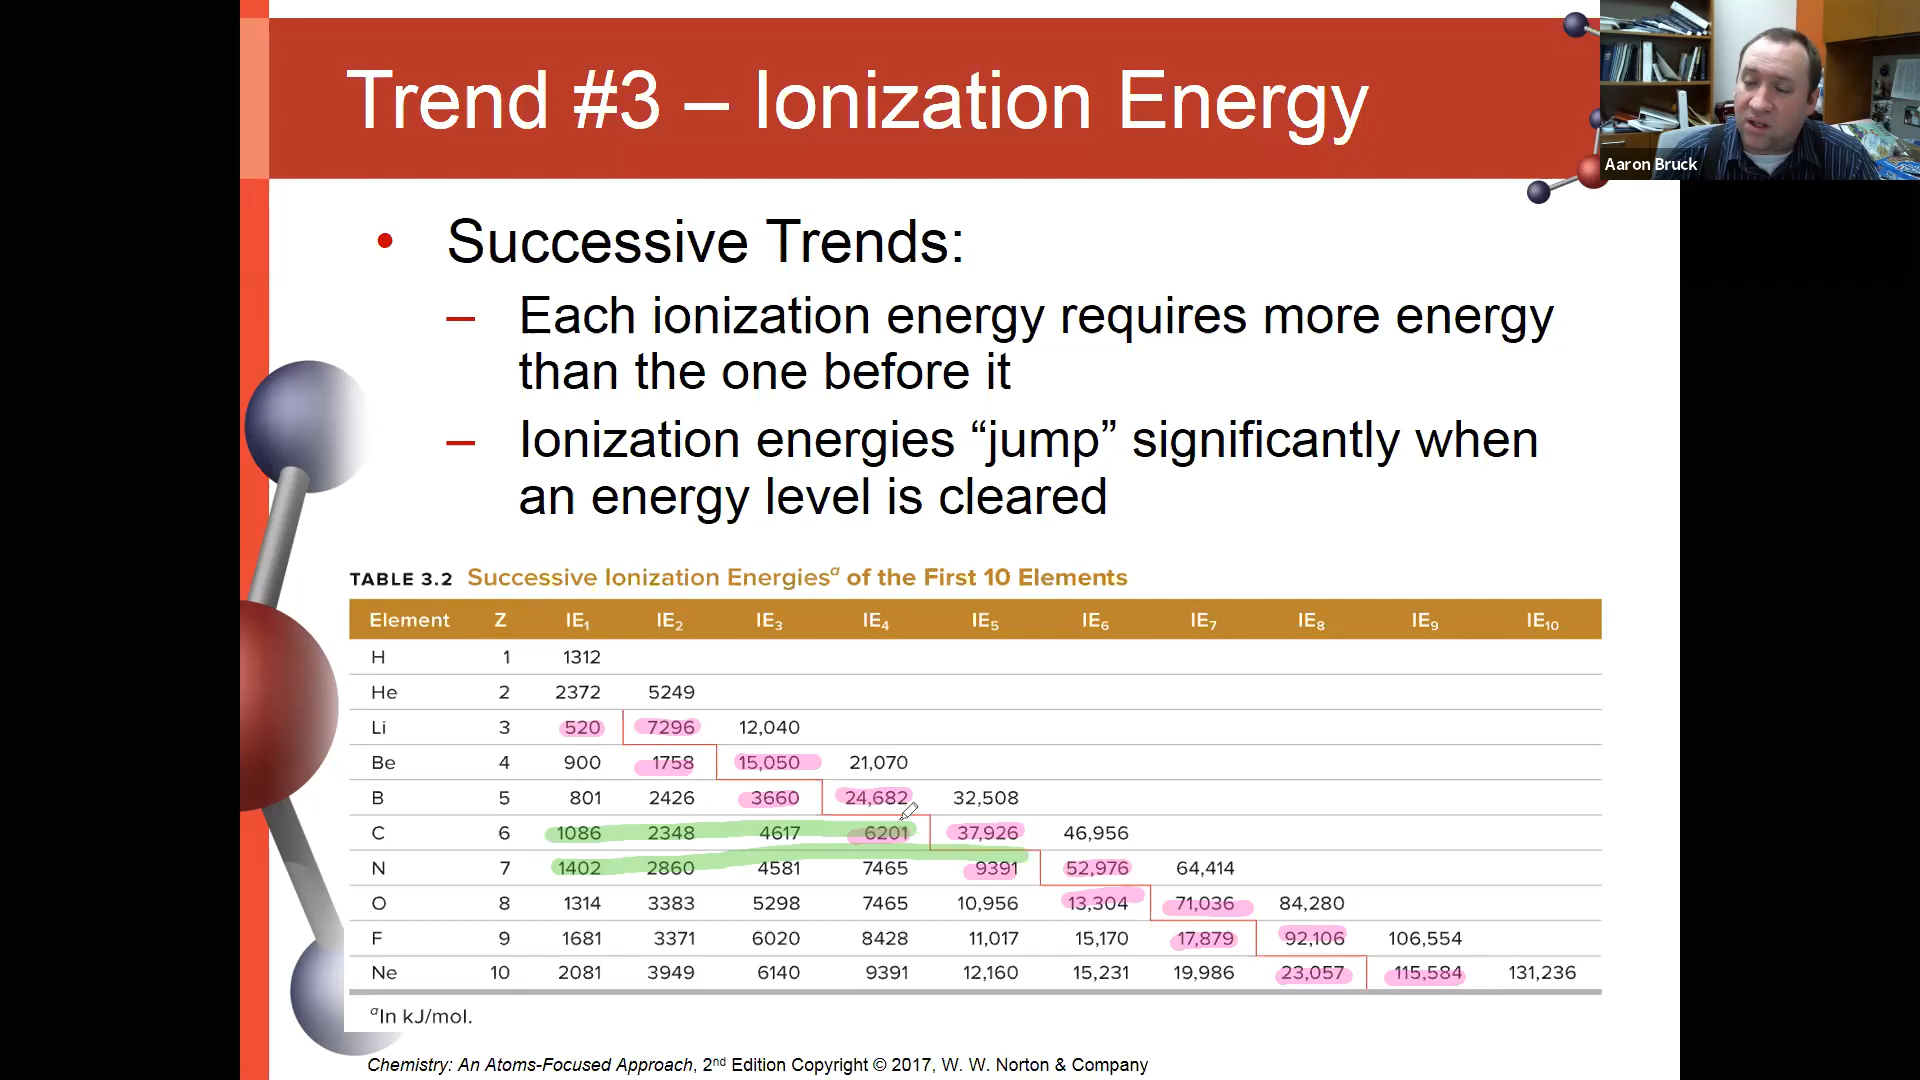 Trend #3 – Ionization Energy
Aaron Bruck
• Successive Trends:
– Each ionization energy requires more energy
than the one before it
– Ionization energies “jump” significantly when
an energy level is cleared
TABLE 3.2 Successive Ionization Energiesᵃ of the First 10 Elements
Element Z IE₁ IE₂ IE₃ IE₄ IE₅ IE₆ IE₇ IE₈ IE₉ IE₁₀
H 1 1312
He 2 2372 5249
Li 3 520 7296 12,040
Be 4 900 1758 15,050 21,070
B 5 801 2426 3660 24,682 32,508
C 6 1086 2348 4617 6201 37,926 46,956
N 7 1402 2860 4581 7465 9391 52,976 64,414
O 8 1314 3383 5298 7465 10,956 13,304 71,036 84,280
F 9 1681 3371 6020 8428 11,017 15,170 17,879 92,106 106,554
Ne 10 2081 3949 6140 9391 12,160 15,231 19,986 23,057 115,584 131,236
ᵃIn kJ/mol.
Chemistry: An Atoms-Focused Approach, 2ⁿᵈ Edition Copyright © 2017, W. W. Norton & Company